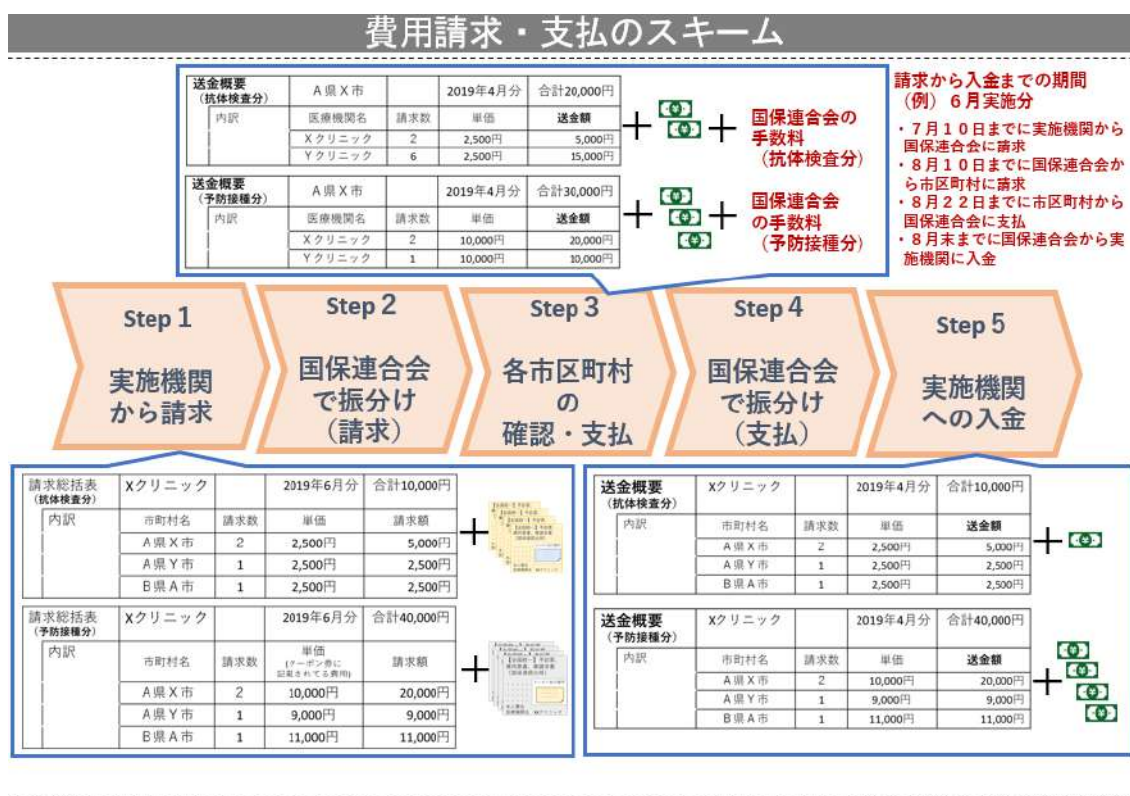 費用請求・支払のスキーム
送金概要
(抗体検査分)
A県X市
2019年4月分
合計20,000円
内訳
医療機関名
請求数
単価
送金額
Xクリニック
2
2,500円
5,000円
Yクリニック
6
2,500円
15,000円
国保連合会の
手数料
(抗体検査分)
送金概要
(予防接種分)
A県X市
2019年4月分
合計30,000円
内訳
医療機関名
請求数
単価
送金額
Xクリニック
2
10,000円
20,000円
Yクリニック
1
10,000円
10,000円
国保連合会
の手数料
(予防接種分)
請求から入金までの期間
(例)6月実施分
・7月10日までに実施機関から
国保連合会に請求
・8月10日までに国保連合会か
ら市区町村に請求
・8月22日までに市区町村から
国保連合会に支払
・8月末までに国保連合会から実
施機関に入金
Step 1
実施機関
から請求
Step 2
国保連合会
で振分け
(請求)
Step 3
各市区町村
の
確認・支払
Step 4
国保連合会
で振分け
(支払)
Step 5
実施機関
への入金
請求総括表
(抗体検査分)
Xクリニック
2019年6月分
合計10,000円
内訳
市町村名
請求数
単価
請求額
A県X市
2
2,500円
5,000円
A県Y市
1
2,500円
2,500円
B県A市
1
2,500円
2,500円
請求総括表
(予防接種分)
Xクリニック
2019年6月分
合計40,000円
内訳
市町村名
請求数
単価
(クーポン券に
記載されてる費用)
請求額
A県X市
2
10,000円
20,000円
A県Y市
1
9,000円
9,000円
B県A市
1
11,000円
11,000円
送金概要
(抗体検査分)
Xクリニック
2019年4月分
合計10,000円
内訳
市町村名
請求数
単価
送金額
A県X市
2
2,500円
5,000円
A県Y市
1
2,500円
2,500円
B県A市
1
2,500円
2,500円
送金概要
(予防接種分)
Xクリニック
2019年4月分
合計40,000円
内訳
市町村名
請求数
単価
送金額
A県X市
2
10,000円
20,000円
A県Y市
1
9,000円
9,000円
B県A市
1
11,000円
11,000円